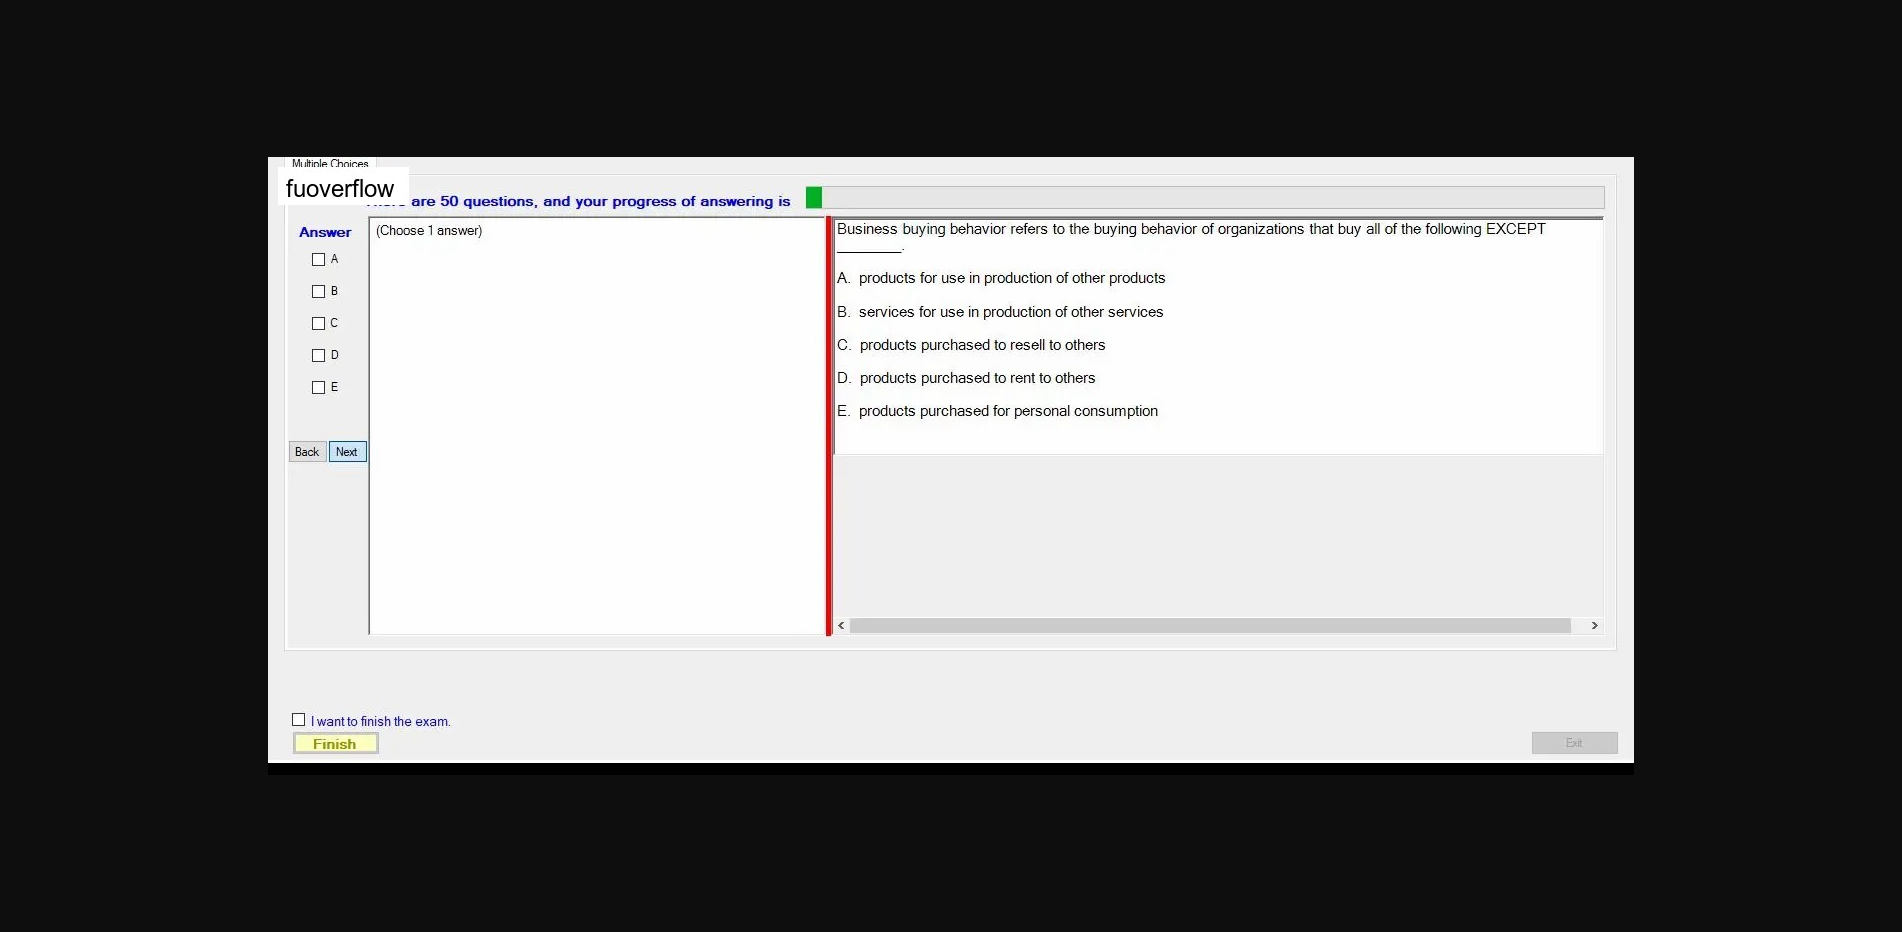 Multiple Choices
fuoverflow
are 50 questions, and your progress of answering is
Answer
(Choose 1 answer)
A
B
C
D
E
Back Next
Business buying behavior refers to the buying behavior of organizations that buy all of the following EXCEPT
________.
A. products for use in production of other products
B. services for use in production of other services
C. products purchased to resell to others
D. products purchased to rent to others
E. products purchased for personal consumption
I want to finish the exam.
Finish
Exit